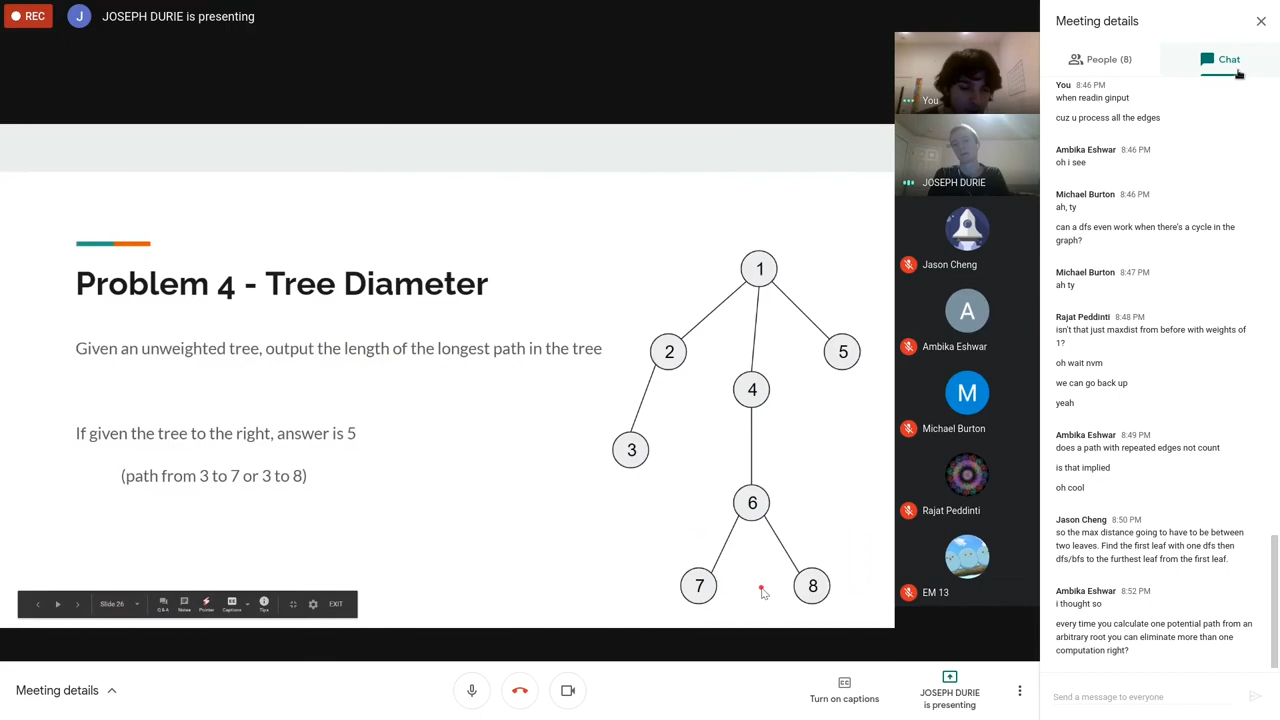 REC
J
JOSEPH DURIE is presenting
Problem 4 - Tree Diameter
Given an unweighted tree, output the length of the longest path in the tree
If given the tree to the right, answer is 5
(path from 3 to 7 or 3 to 8)
1
2
4
5
3
6
7
8
Slide 26
Q & A
Notes
Pointer
Captions
Tips
EXIT
You
JOSEPH DURIE
Jason Cheng
A
Ambika Eshwar
M
Michael Burton
Rajat Peddinti
EM 13
Meeting details
People (8)
Chat
You 8:46 PM
when readin ginput
cuz u process all the edges
Ambika Eshwar 8:46 PM
oh i see
Michael Burton 8:46 PM
ah, ty
can a dfs even work when there's a cycle in the
graph?
Michael Burton 8:47 PM
ah ty
Rajat Peddinti 8:48 PM
isn't that just maxdist from before with weights of
1?
oh wait nvm
we can go back up
yeah
Ambika Eshwar 8:49 PM
does a path with repeated edges not count
is that implied
oh cool
Jason Cheng 8:50 PM
so the max distance going to have to be between
two leaves. Find the first leaf with one dfs then
dfs/bfs to the furthest leaf from the first leaf.
Ambika Eshwar 8:52 PM
i thought so
every time you calculate one potential path from an
arbitrary root you can eliminate more than one
computation right?
Send a message to everyone
Meeting details
Turn on captions
JOSEPH DURIE
is presenting